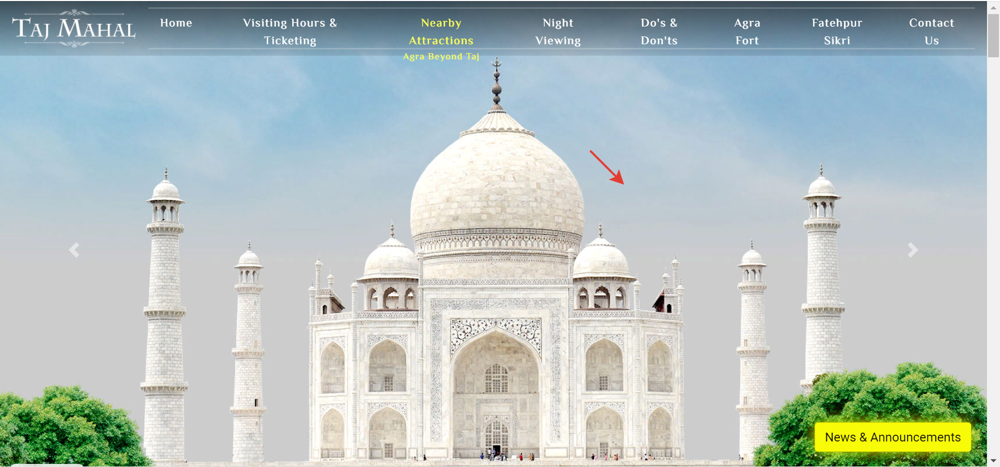 TAJ MAHAL
Home
Visiting Hours &
Ticketing
Nearby
Attractions
Agra Beyond Taj
Night
Viewing
Do's &
Don'ts
Agra
Fort
Fatehpur
Sikri
Contact
Us
News & Announcements